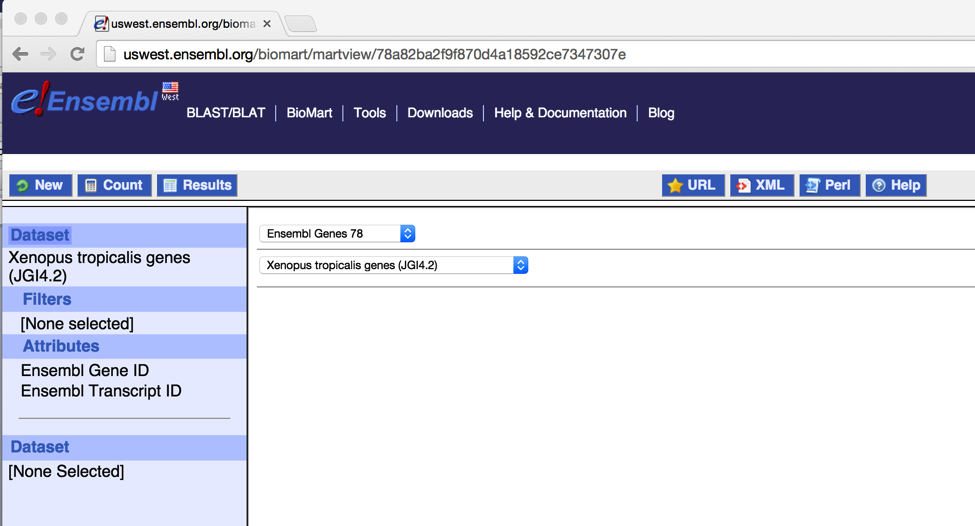 uswest.ensembl.org/bioma
uswest.ensembl.org/biomart/martview/78a82ba2f9f870d4a18592ce7347307e
e!Ensembl West
BLAST/BLAT BioMart Tools Downloads Help & Documentation Blog
New Count Results URL XML Perl Help
Dataset
Xenopus tropicalis genes
(JGI4.2)
Filters
[None selected]
Attributes
Ensembl Gene ID
Ensembl Transcript ID
Dataset
[None Selected]
Ensembl Genes 78
Xenopus tropicalis genes (JGI4.2)